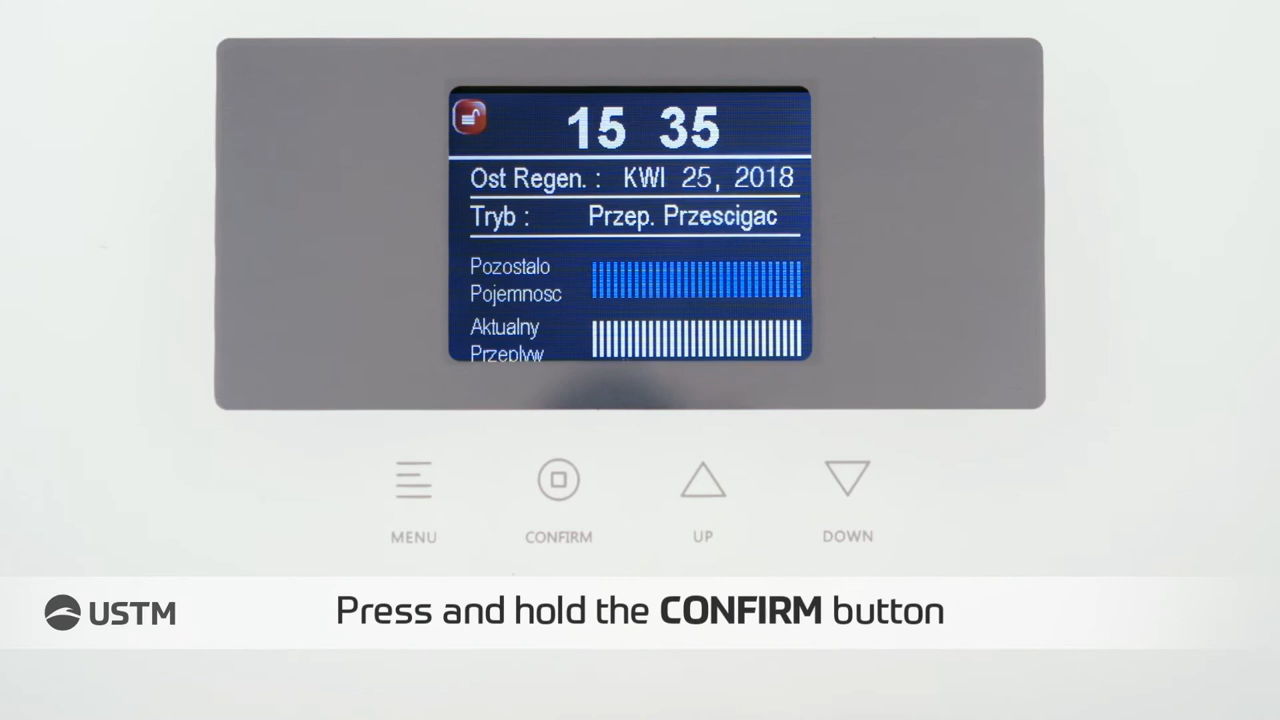 15 35
Ost Regen. : KWI 25, 2018
Tryb : Przep. Przescigac
Pozostalo
Pojemnosc
Aktualny
Przeplyw
MENU CONFIRM UP DOWN
USTM Press and hold the CONFIRM button